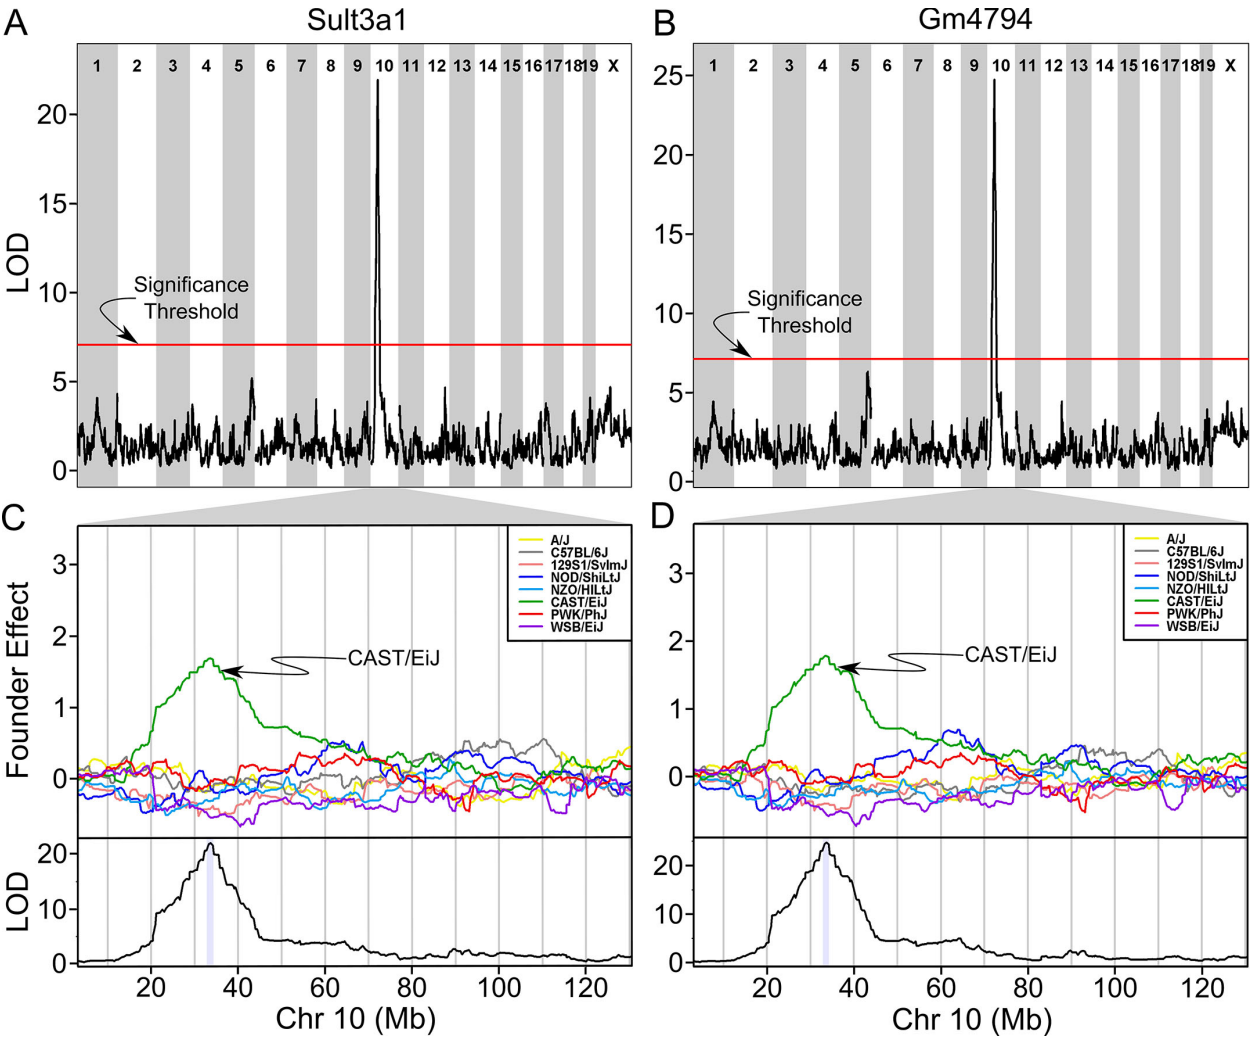 A
Sult3a1
1 2 3 4 5 6 7 8 9 10 11 12 13 14 15 16 17 18 19 X
20
15
10
5
0
LOD
Significance
Threshold
B
Gm4794
1 2 3 4 5 6 7 8 9 10 11 12 13 14 15 16 17 18 19 X
25
20
15
10
5
0
Significance
Threshold
C
A/J
C57BL/6J
129S1/SvImJ
NOD/ShiLtJ
NZO/HILtJ
CAST/EiJ
PWK/PhJ
WSB/EiJ
3
2
1
0
Founder Effect
CAST/EiJ
20
10
0
LOD
20 40 60 80 100 120
Chr 10 (Mb)
D
A/J
C57BL/6J
129S1/SvImJ
NOD/ShiLtJ
NZO/HILtJ
CAST/EiJ
PWK/PhJ
WSB/EiJ
3
2
1
0
CAST/EiJ
20
10
0
20 40 60 80 100 120
Chr 10 (Mb)